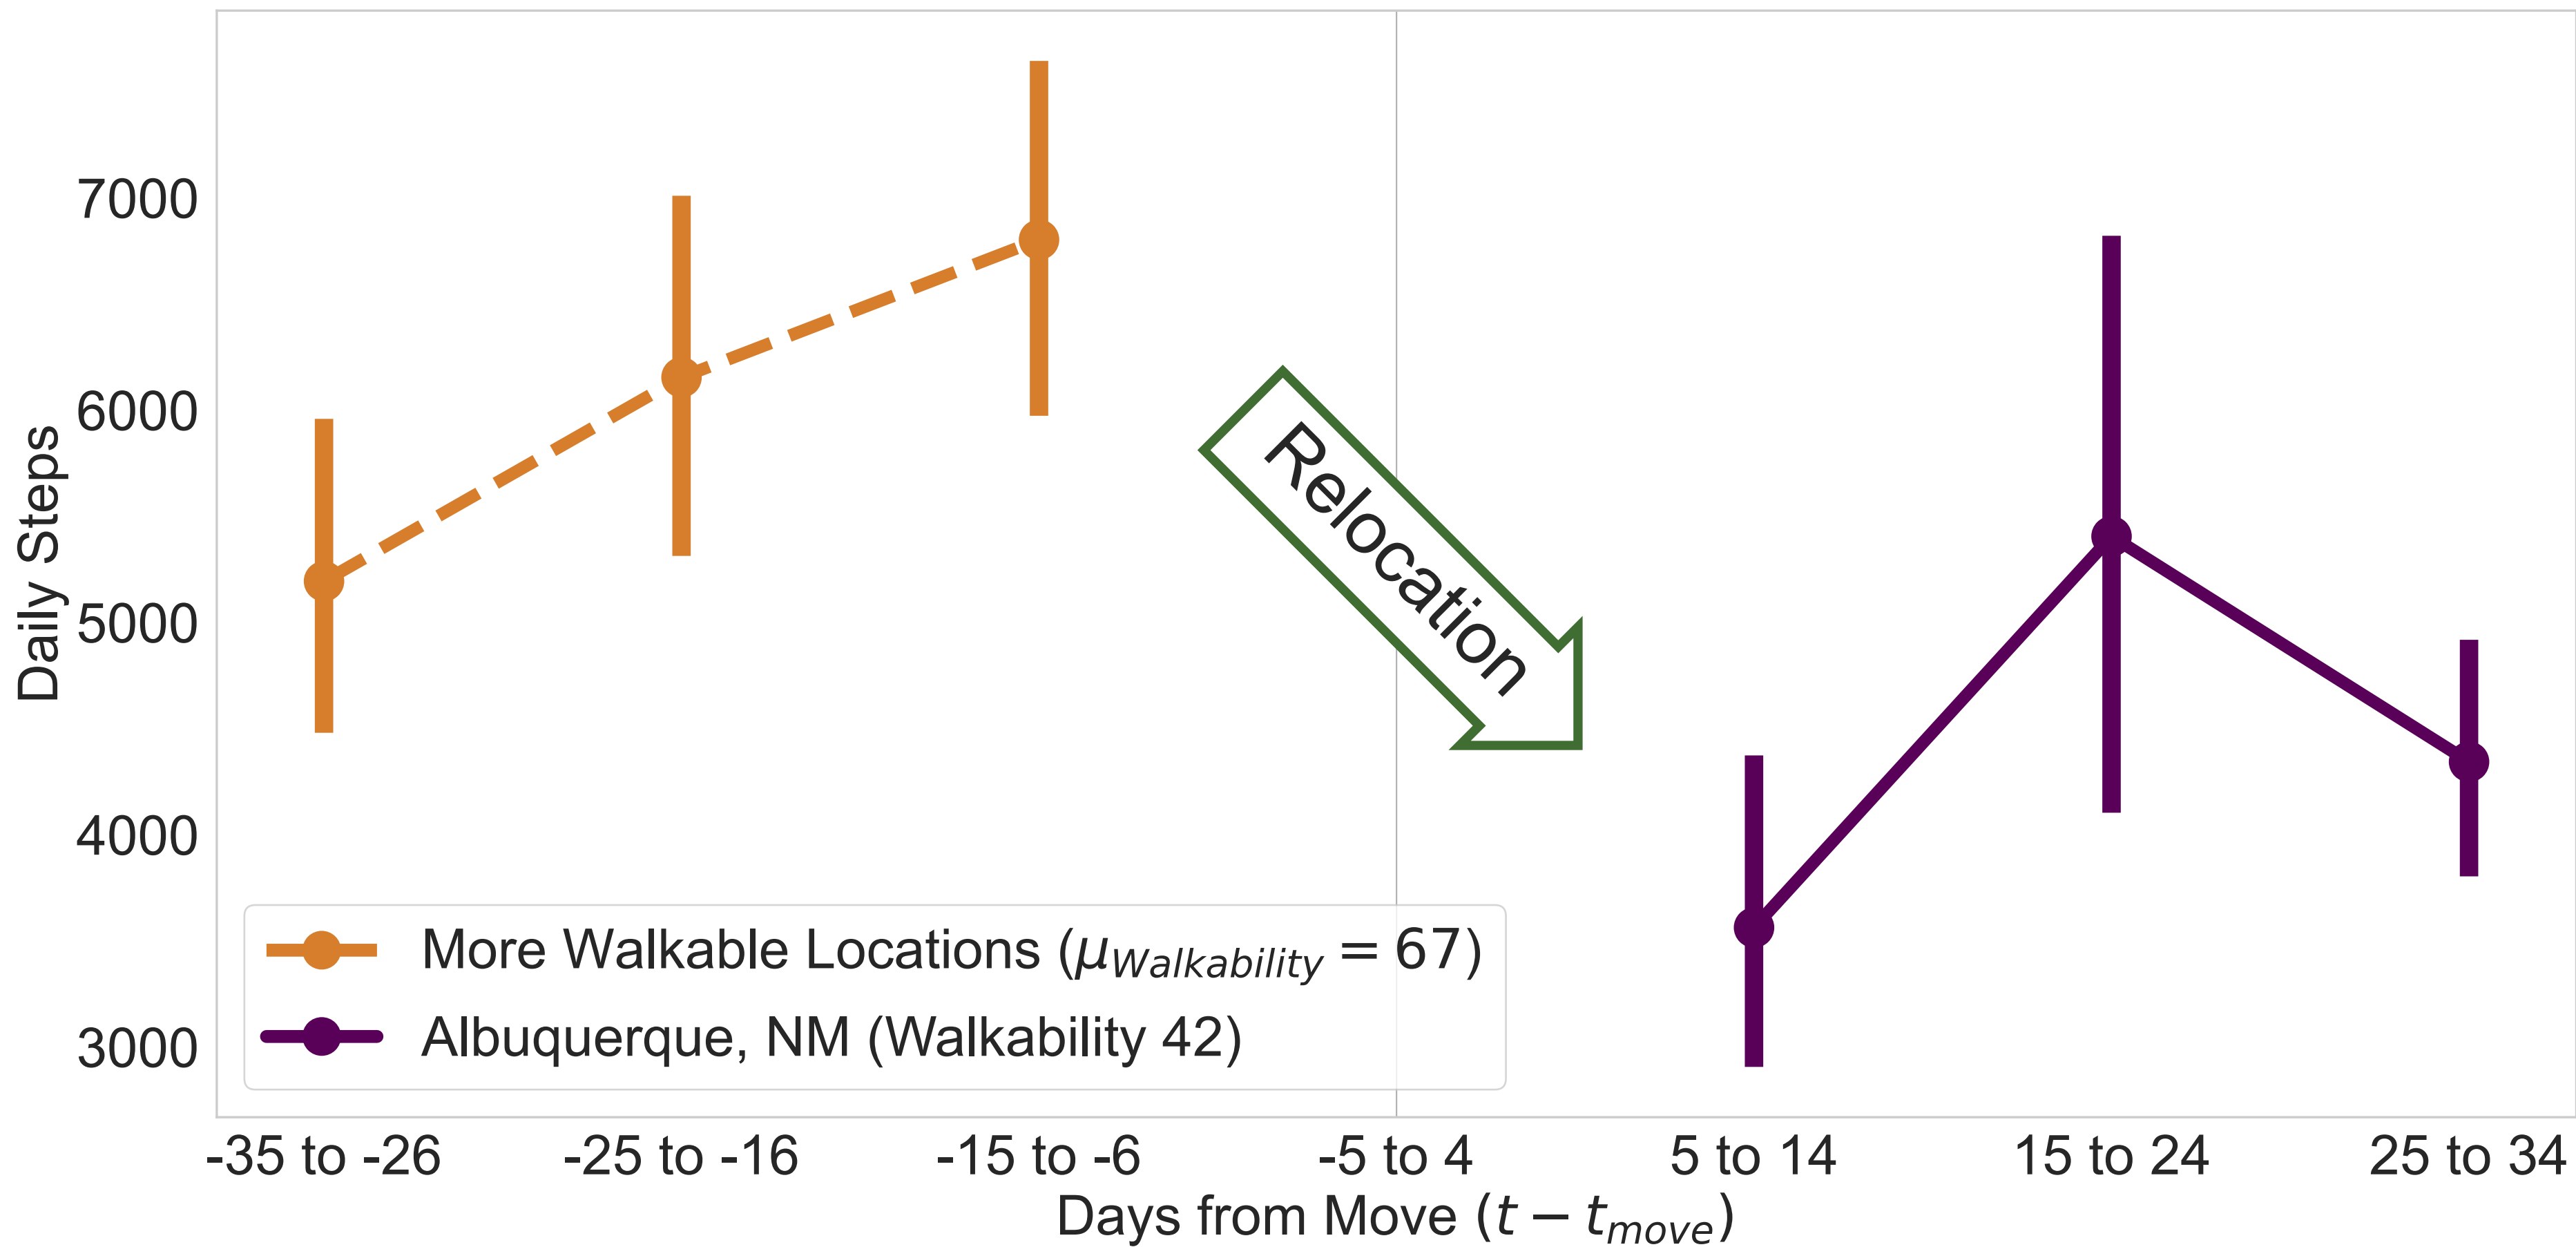 Daily Steps
7000
6000
5000
4000
3000
Relocation
More Walkable Locations (μ_Walkability = 67)
Albuquerque, NM (Walkability 42)
-35 to -26
-25 to -16
-15 to -6
-5 to 4
5 to 14
15 to 24
25 to 34
Days from Move (t − t_move)